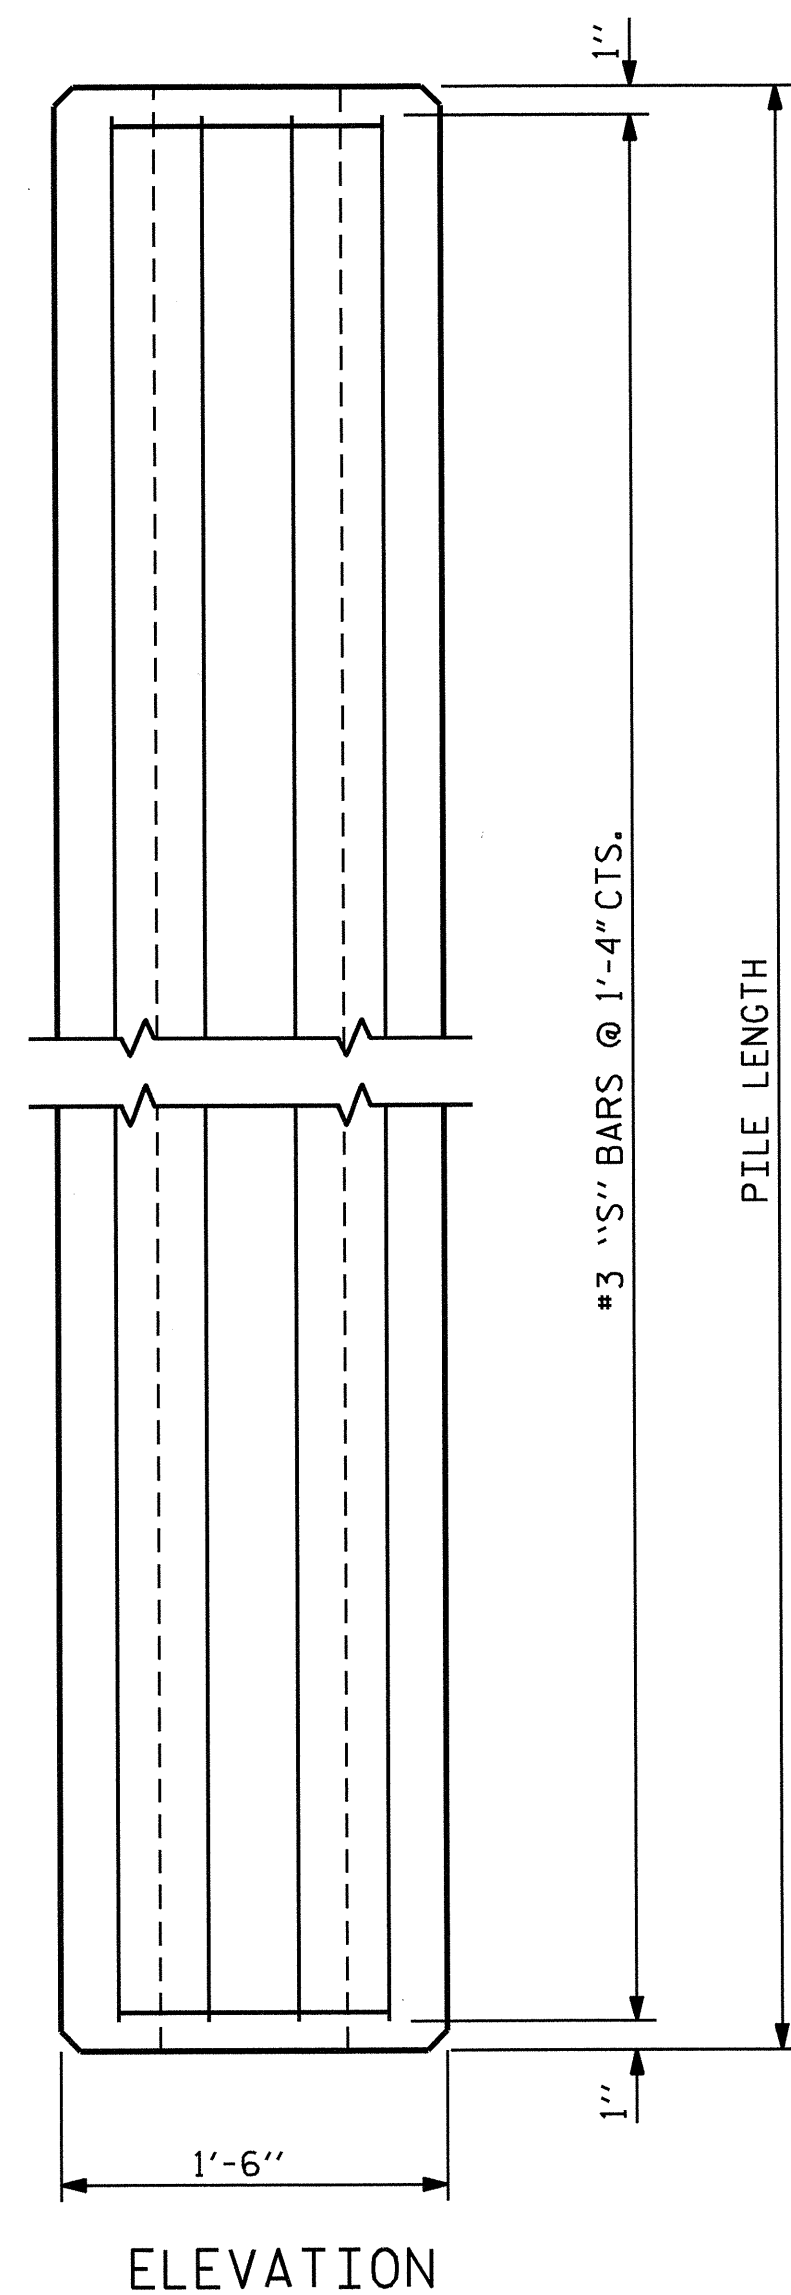 1"
#3 "S" BARS @ 1'-4" CTS.
PILE LENGTH
1"
1'-6"
ELEVATION